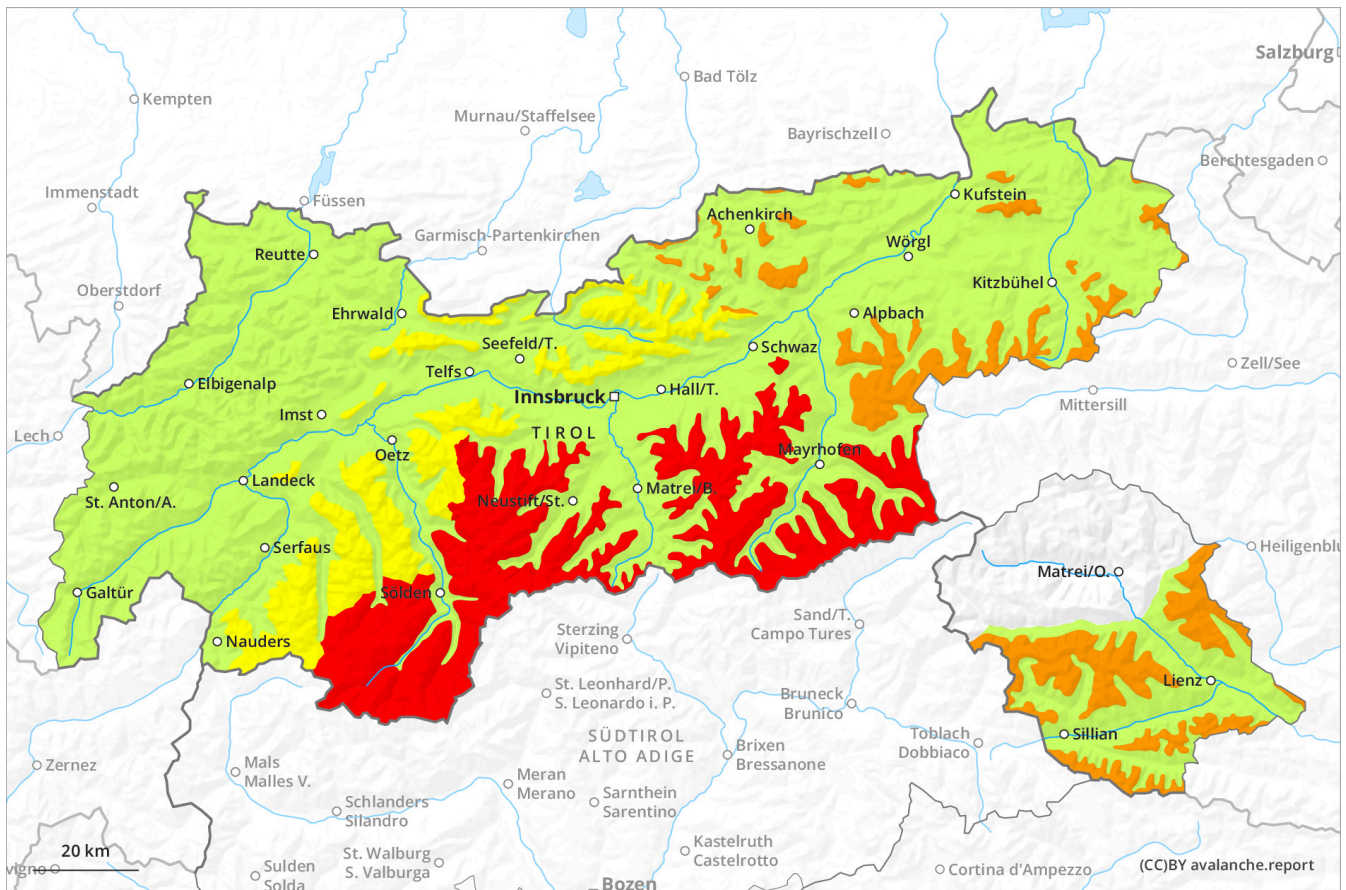 Salzburg
Bad Tölz
Kempten
Murnau/Staffelsee
Bayrischzell
Berchtesgaden
Immenstadt
Füssen
Kufstein
Achenkirch
Garmisch-Partenkirchen
Wörgl
Reutte
Oberstdorf
Kitzbühel
Ehrwald
Alpbach
Seefeld/T.
Schwaz
Zell/See
Telfs
Elbigenalp
Hall/T.
Innsbruck
Mittersill
Imst
Lech
TIROL
Mayrhofen
Oetz
Landeck
Matrei/B.
St. Anton/A.
Neustift/St.
Serfaus
Heiligenblu
Matrei/O.
Galtür
Sölden
Sand/T.
Campo Tures
Sterzing
Vipiteno
Nauders
Lienz
St. Leonhard/P.
S. Leonardo i. P.
Bruneck
Brunico
SÜDTIROL
ALTO ADIGE
Sillian
Toblach
Dobbiaco
Brixen
Bressanone
Zernez
Mals
Malles V.
Meran
Merano
Sarnthein
Sarentino
Schlanders
Silandro
Kastelruth
Castelrotto
20 km
St. Walburg
S. Valburga
(CC)BY avalanche.report
vigno
Cortina d'Ampezzo
Sulden
Solda
Bozen